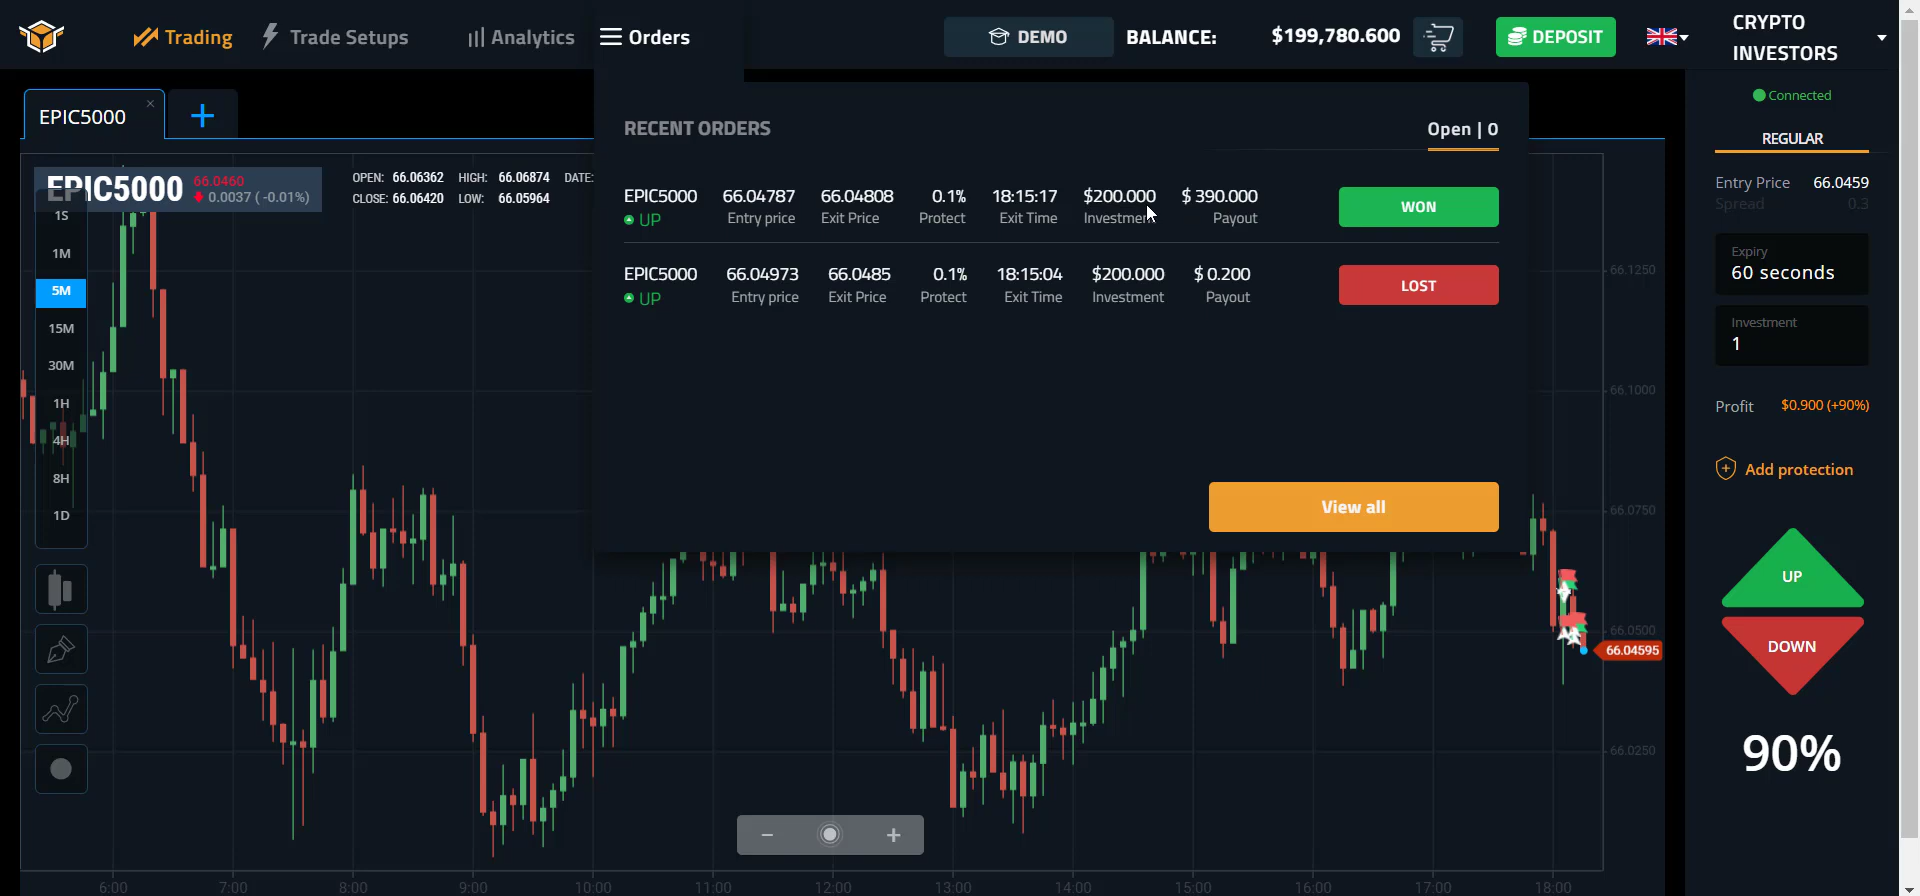 Trading
Trade Setups
Analytics
Orders
DEMO
BALANCE:
$199,780.600
DEPOSIT
CRYPTO
INVESTORS
EPIC5000
+
RECENT ORDERS
Open | 0
Connected
REGULAR
EPIC5000
66.0460
0.0037 ( -0.01%)
OPEN: 66.06362 HIGH: 66.06874 DATE:
CLOSE: 66.06420 LOW: 66.05964
EPIC5000 66.04787 66.04808 0.1% 18:15:17 $200.000 $ 390.000
UP Entry price Exit Price Protect Exit Time Investment Payout
WON
EPIC5000 66.04973 66.0485 0.1% 18:15:04 $200.000 $ 0.200
UP Entry price Exit Price Protect Exit Time Investment Payout
LOST
View all
1S
1M
5M
15M
30M
1H
4H
8H
1D
66.1250
66.1000
66.0750
66.0500
66.04595
66.0250
Entry Price 66.0459
Spread 0.3
Expiry
60 seconds
Investment
1
Profit $0.900 (+90%)
Add protection
UP
DOWN
90%
6:00 7:00 8:00 9:00 10:00 11:00 12:00 13:00 14:00 15:00 16:00 17:00 18:00